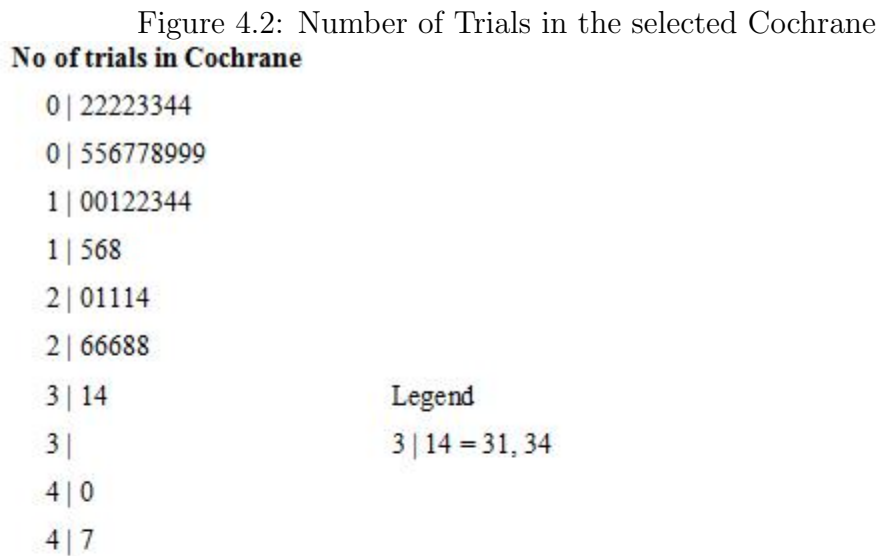 Figure 4.2: Number of Trials in the selected Cochrane
No of trials in Cochrane
0 | 22223344
0 | 556778999
1 | 00122344
1 | 568
2 | 01114
2 | 66688
3 | 14
Legend
3 |
3 | 14 = 31, 34
4 | 0
4 | 7